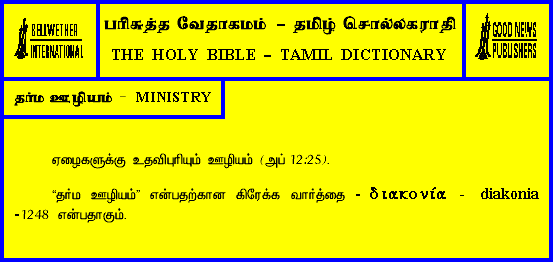 BELLWETHER
INTERNATIONAL
பரிசுத்த வேதாகமம் – தமிழ் சொல்லகராதி
THE HOLY BIBLE – TAMIL DICTIONARY
GOOD NEWS
PUBLISHERS
தர்ம ஊழியம் – MINISTRY
ஏழைகளுக்கு உதவிபுரியும் ஊழியம் (அப் 12:25).
“தர்ம ஊழியம்” என்பதற்கான கிரேக்க வார்த்தை - διακονία - diakonia
-1248 என்பதாகும்.